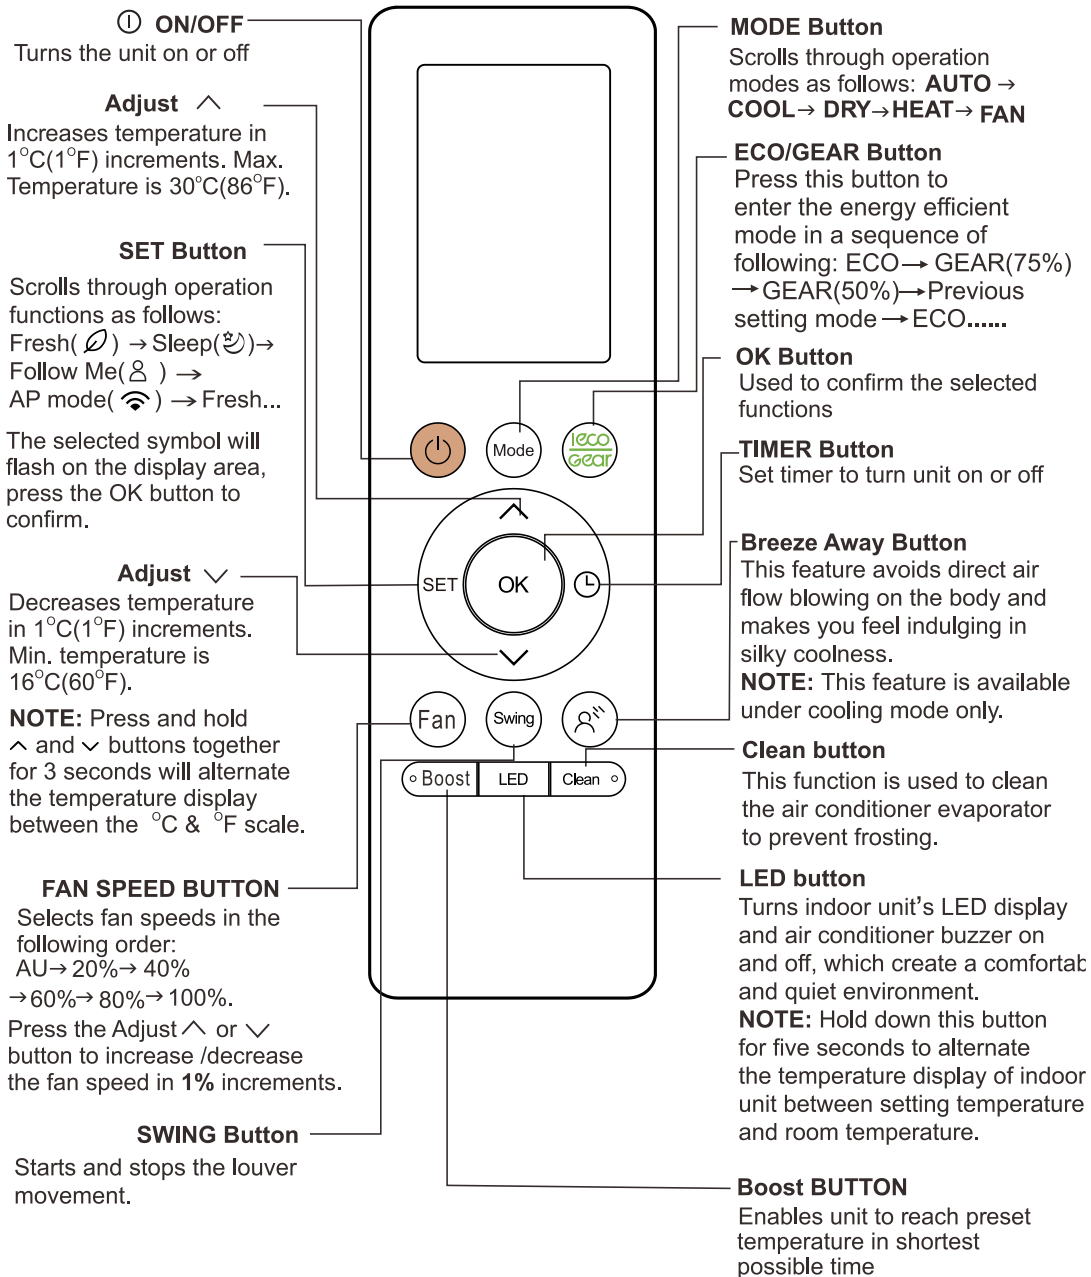 ON/OFF
Turns the unit on or off
Adjust ︿
Increases temperature in
1°C(1°F) increments. Max.
Temperature is 30°C(86°F).
SET Button
Scrolls through operation
functions as follows:
Fresh( ) → Sleep( )→
Follow Me( ) →
AP mode( ) → Fresh...
The selected symbol will
flash on the display area,
press the OK button to
confirm.
Adjust ﹀
Decreases temperature
in 1°C(1°F) increments.
Min. temperature is
16°C(60°F).
NOTE: Press and hold
︿ and ﹀ buttons together
for 3 seconds will alternate
the temperature display
between the °C & °F scale.
FAN SPEED BUTTON
Selects fan speeds in the
following order:
AU→ 20%→ 40%
→60%→ 80%→ 100%.
Press the Adjust ︿ or ﹀
button to increase /decrease
the fan speed in 1% increments.
SWING Button
Starts and stops the louver
movement.
Mode
ieco
Gear
SET
OK
Fan
Swing
Boost
LED
Clean
MODE Button
Scrolls through operation
modes as follows: AUTO →
COOL→ DRY→HEAT→ FAN
ECO/GEAR Button
Press this button to
enter the energy efficient
mode in a sequence of
following: ECO→ GEAR(75%)
→GEAR(50%)→Previous
setting mode →ECO......
OK Button
Used to confirm the selected
functions
TIMER Button
Set timer to turn unit on or off
Breeze Away Button
This feature avoids direct air
flow blowing on the body and
makes you feel indulging in
silky coolness.
NOTE: This feature is available
under cooling mode only.
Clean button
This function is used to clean
the air conditioner evaporator
to prevent frosting.
LED button
Turns indoor unit's LED display
and air conditioner buzzer on
and off, which create a comfortab
and quiet environment.
NOTE: Hold down this button
for five seconds to alternate
the temperature display of indoor
unit between setting temperature
and room temperature.
Boost BUTTON
Enables unit to reach preset
temperature in shortest
possible time